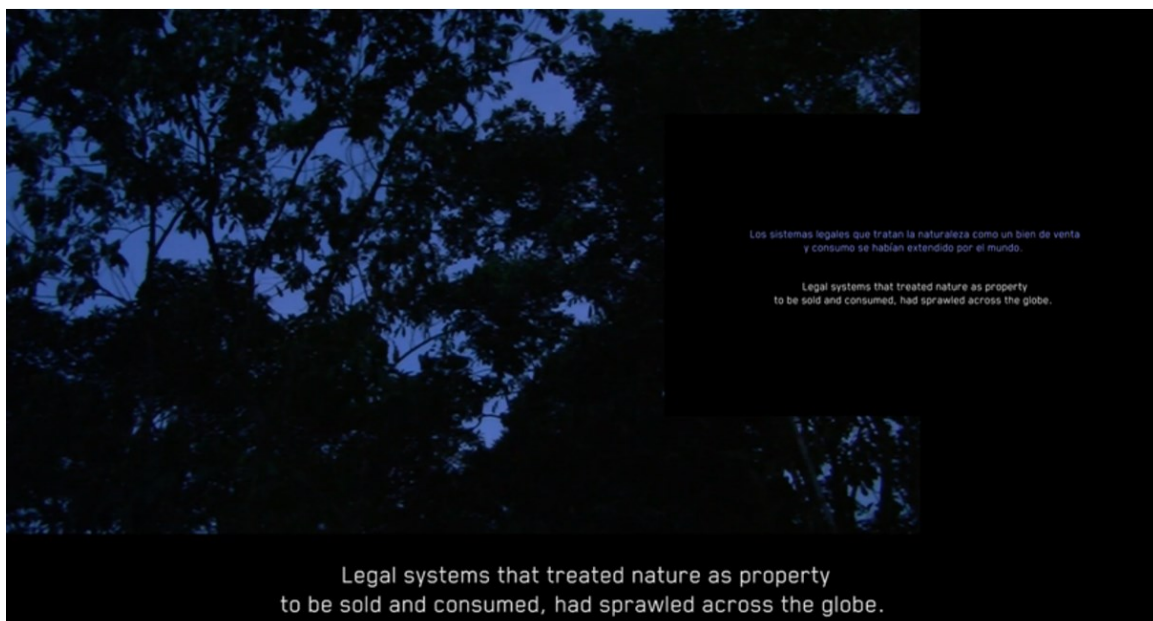 Los sistemas legales que tratan la naturaleza como un bien de venta
y consumo se habían extendido por el mundo.
Legal systems that treated nature as property
to be sold and consumed, had sprawled across the globe.
Legal systems that treated nature as property
to be sold and consumed, had sprawled across the globe.